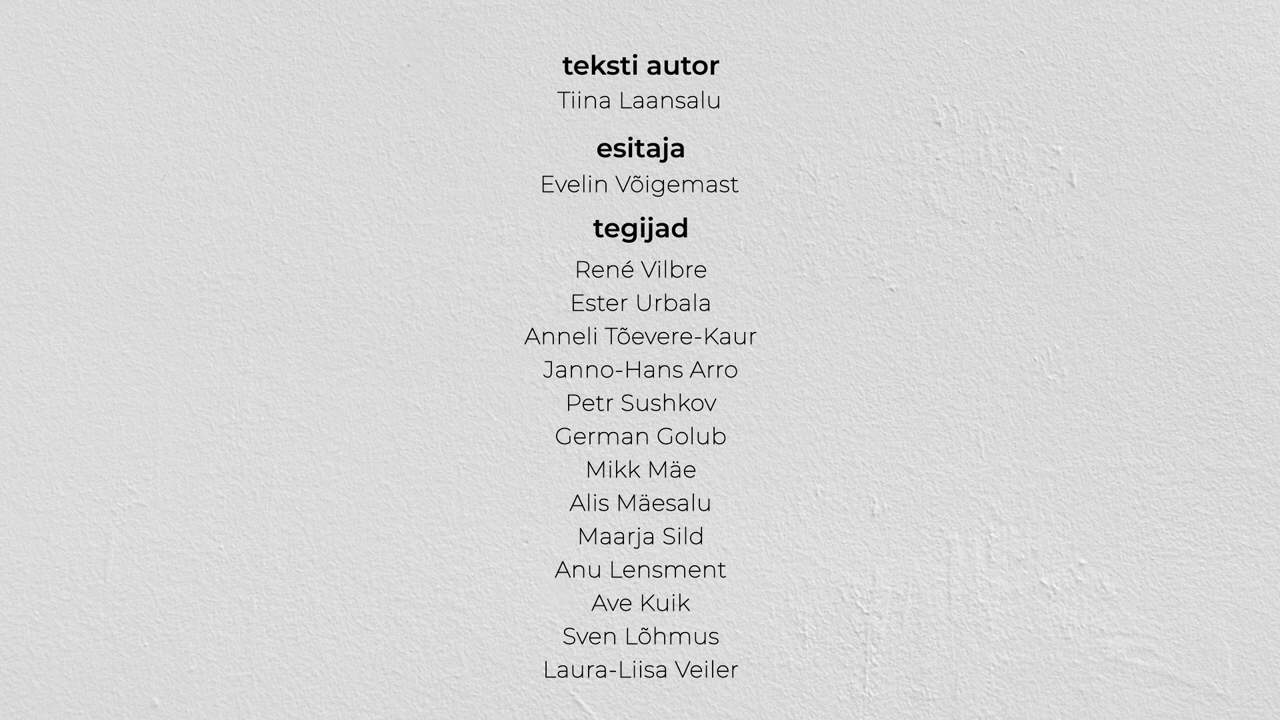 teksti autor
Tiina Laansalu
esitaja
Evelin Võigemast
tegijad
René Vilbre
Ester Urbala
Anneli Tõevere-Kaur
Janno-Hans Arro
Petr Sushkov
German Golub
Mikk Mäe
Alis Mäesalu
Maarja Sild
Anu Lensment
Ave Kuik
Sven Lõhmus
Laura-Liisa Veiler